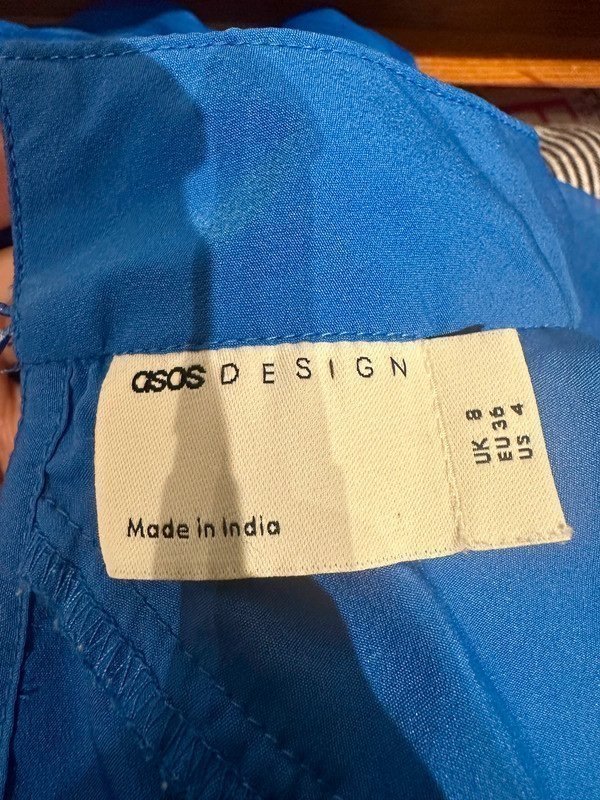 asos DESIGN
Made in India
UK 8
EU 36
US 4